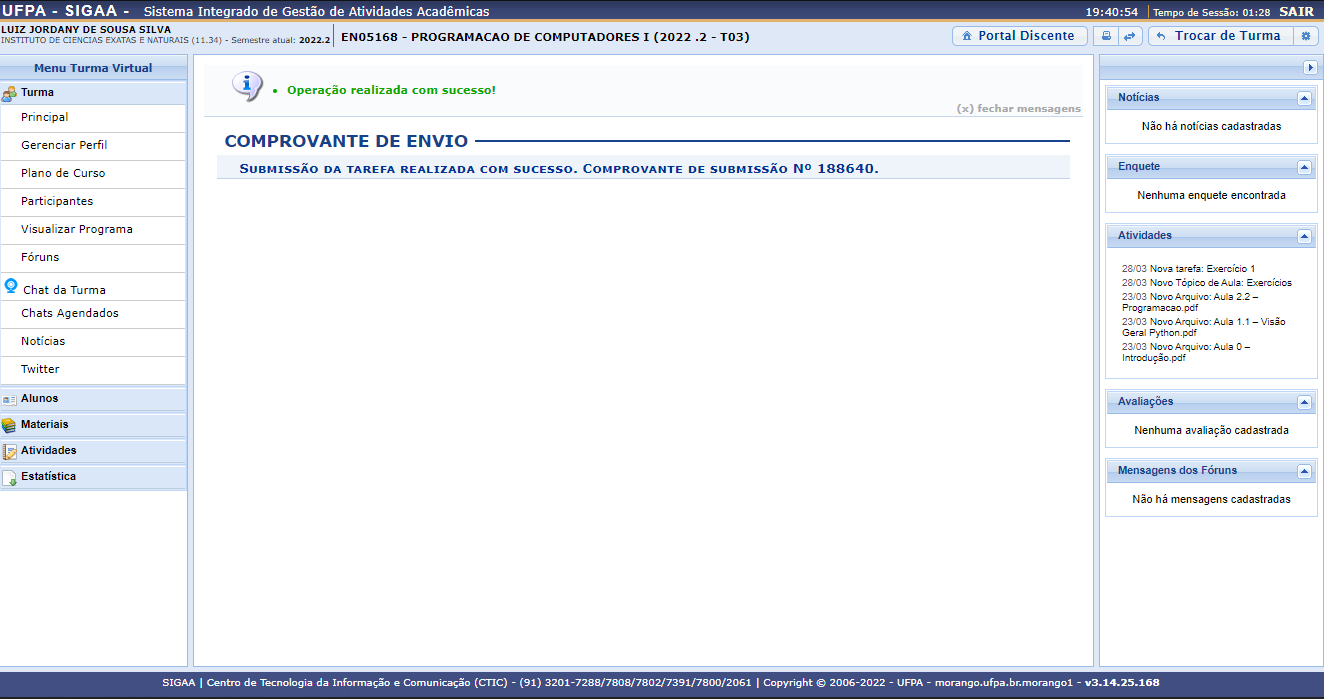 UFPA - SIGAA - Sistema Integrado de Gestão de Atividades Acadêmicas
19:40:54 Tempo de Sessão: 01:28 SAIR
LUIZ JORDANY DE SOUSA SILVA
INSTITUTO DE CIENCIAS EXATAS E NATURAIS (11.34) - Semestre atual: 2022.2
EN05168 - PROGRAMACAO DE COMPUTADORES I (2022 .2 - T03)
Portal Discente
Trocar de Turma
Menu Turma Virtual
Turma
Principal
Gerenciar Perfil
Plano de Curso
Participantes
Visualizar Programa
Fóruns
Chat da Turma
Chats Agendados
Notícias
Twitter
Alunos
Materiais
Atividades
Estatística
Operação realizada com sucesso!
(x) fechar mensagens
COMPROVANTE DE ENVIO
SUBMISSÃO DA TAREFA REALIZADA COM SUCESSO. COMPROVANTE DE SUBMISSÃO Nº 188640.
Notícias
Não há notícias cadastradas
Enquete
Nenhuma enquete encontrada
Atividades
28/03 Nova tarefa: Exercício 1
28/03 Novo Tópico de Aula: Exercícios
23/03 Novo Arquivo: Aula 2.2 –
Programacao.pdf
23/03 Novo Arquivo: Aula 1.1 – Visão
Geral Python.pdf
23/03 Novo Arquivo: Aula 0 –
Introdução.pdf
Avaliações
Nenhuma avaliação cadastrada
Mensagens dos Fóruns
Não há mensagens cadastradas
SIGAA | Centro de Tecnologia da Informação e Comunicação (CTIC) - (91) 3201-7288/7808/7802/7391/7800/2061 | Copyright © 2006-2022 - UFPA - morango.ufpa.br.morango1 - v3.14.25.168